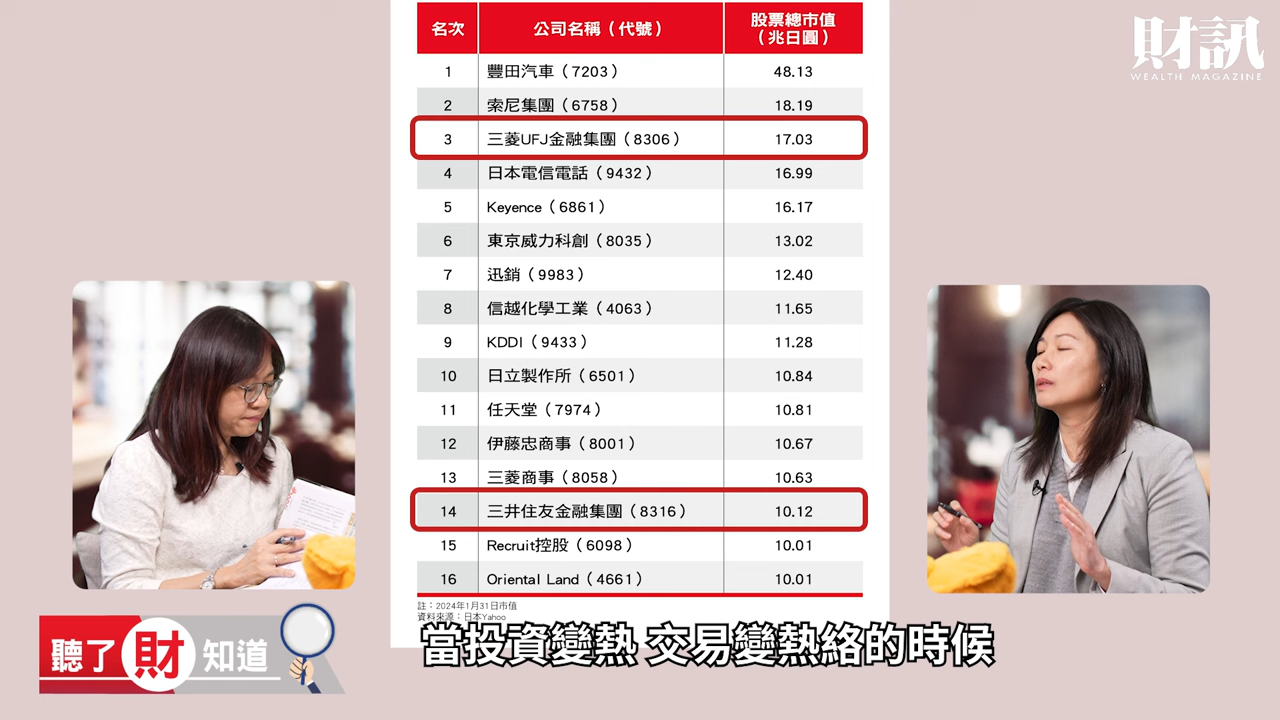 名次 公司名稱（代號） 股票總市值（兆日圓）
1 豐田汽車（7203） 48.13
2 索尼集團（6758） 18.19
3 三菱UFJ金融集團（8306） 17.03
4 日本電信電話（9432） 16.99
5 Keyence（6861） 16.17
6 東京威力科創（8035） 13.02
7 迅銷（9983） 12.40
8 信越化學工業（4063） 11.65
9 KDDI（9433） 11.28
10 日立製作所（6501） 10.84
11 任天堂（7974） 10.81
12 伊藤忠商事（8001） 10.67
13 三菱商事（8058） 10.63
14 三井住友金融集團（8316） 10.12
15 Recruit控股（6098） 10.01
16 Oriental Land（4661） 10.01
註：2024年1月31日市值
資料來源：日本Yahoo
財訊
WEALTH MAGAZINE
聽了財知道
當投資變熱 交易變熱絡的時候